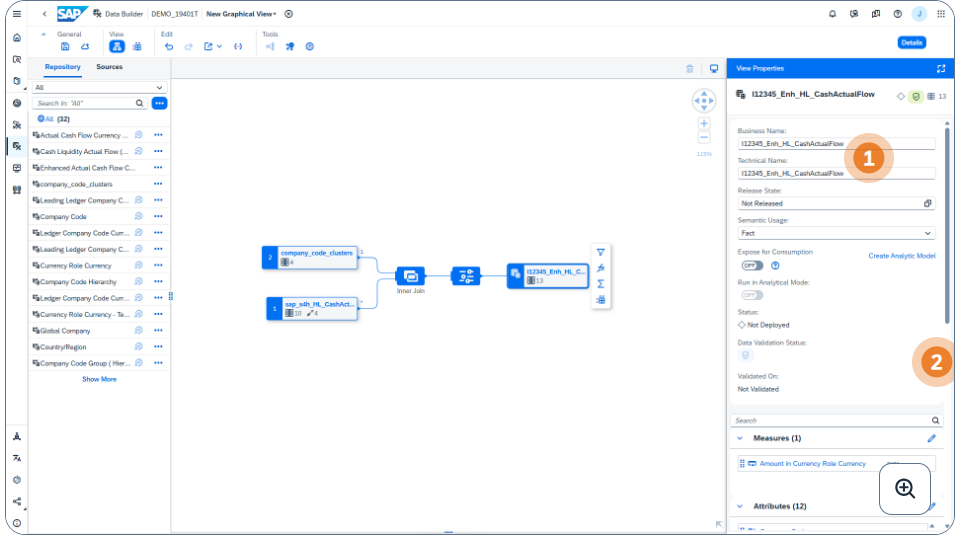 SAP Data Builder DEMO_19401T New Graphical View*
J
General View Edit Tools
Details
Repository Sources
All
Search In: "All"
All (32)
Actual Cash Flow Currency ...
Cash Liquidity Actual Flow (...
Enhanced Actual Cash Flow C...
company_code_clusters
Leading Ledger Company C...
Company Code
Ledger Company Code Curr...
Leading Ledger Company C...
Currency Role Currency
Company Code Hierarchy
Ledger Company Code Curr...
Currency Role Currency - Te...
Global Company
Country/Region
Company Code Group ( Hier...
Show More
115%
2 company_code_clusters 1
4
1 sap_s4h_HL_CashAct... *
10 4
Inner Join
I12345_Enh_HL_C...
13
View Properties
I12345_Enh_HL_CashActualFlow 13
Business Name:
I12345_Enh_HL_CashActualFlow
1
Technical Name:
I12345_Enh_HL_CashActualFlow
Release State:
Not Released
Semantic Usage:
Fact
Expose for Consumption Create Analytic Model
OFF
Run in Analytical Mode:
OFF
Status:
Not Deployed
Data Validation Status:
2
Validated On:
Not Validated
Search
Measures (1)
Amount in Currency Role Currency
Attributes (12)